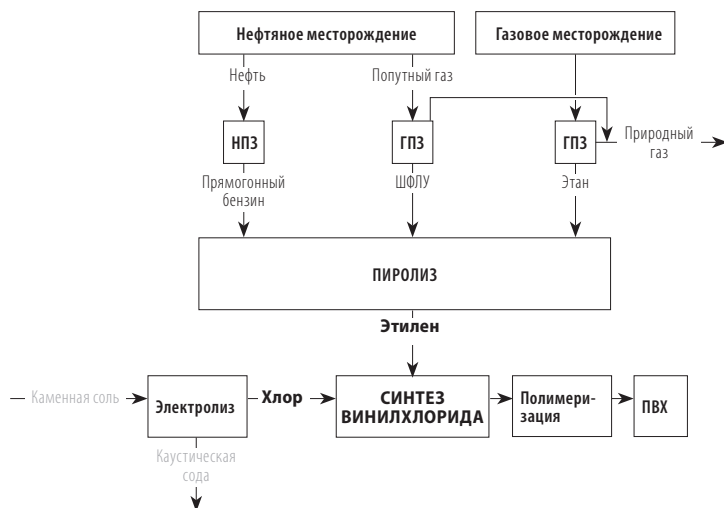 Нефтяное месторождение
Газовое месторождение
Нефть
Попутный газ
НПЗ
ГПЗ
ГПЗ
Природный
газ
Прямогонный
бензин
ШФЛУ
Этан
ПИРОЛИЗ
Этилен
Каменная соль
Электролиз
Хлор
СИНТЕЗ
ВИНИЛХЛОРИДА
Полимери-
зация
ПВХ
Каустическая
сода